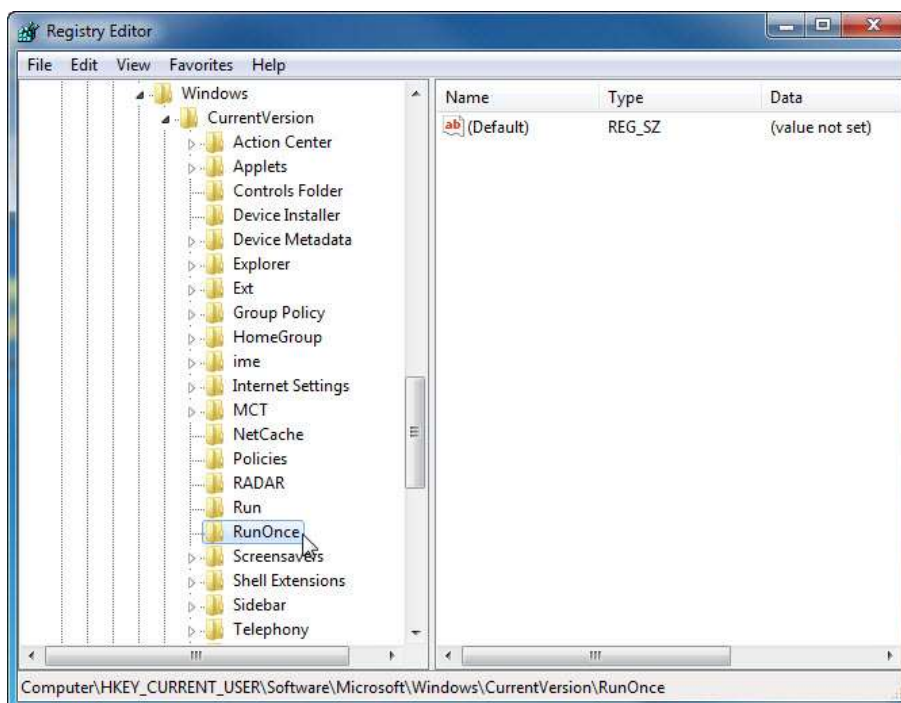 Registry Editor
File Edit View Favorites Help
Windows
CurrentVersion
Action Center
Applets
Controls Folder
Device Installer
Device Metadata
Explorer
Ext
Group Policy
HomeGroup
ime
Internet Settings
MCT
NetCache
Policies
RADAR
Run
RunOnce
Screensavers
Shell Extensions
Sidebar
Telephony
Name Type Data
ab (Default) REG_SZ (value not set)
Computer\HKEY_CURRENT_USER\Software\Microsoft\Windows\CurrentVersion\RunOnce